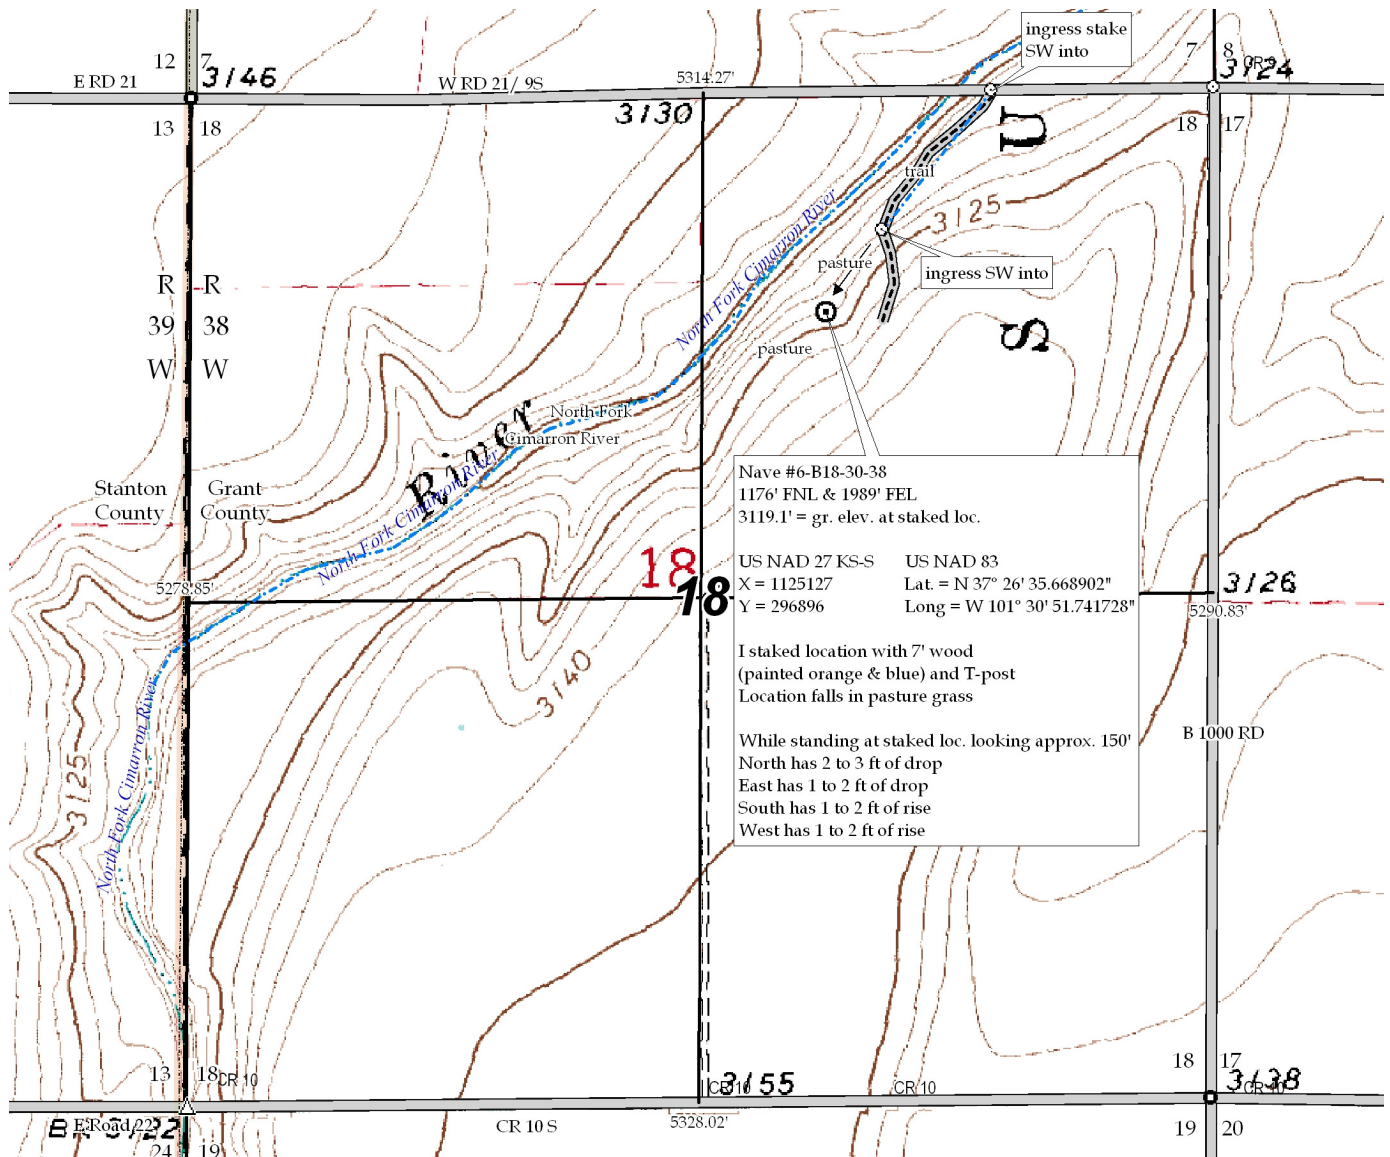 ingress stake
SW into
12
7
3146
E RD 21
W RD 21/ 9S
5314.27'
7
8
CR 9
3124
3130
13
18
18
17
U
trail
3125
North Fork Cimarron River
pasture
ingress SW into
R
R
39
38
W
W
S
pasture
North Fork
Cimarron River
River
North Fork Cimarron River
Stanton
County
Grant
County
Nave #6-B18-30-38
1176' FNL & 1989' FEL
3119.1' = gr. elev. at staked loc.
US NAD 27 KS-S
US NAD 83
X = 1125127
Lat. = N 37° 26' 35.668902"
Y = 296896
Long = W 101° 30' 51.741728"
18
18
5278.85'
3126
5290.83'
I staked location with 7' wood
(painted orange & blue) and T-post
Location falls in pasture grass
3140
While standing at staked loc. looking approx. 150'
North has 2 to 3 ft of drop
East has 1 to 2 ft of drop
South has 1 to 2 ft of rise
West has 1 to 2 ft of rise
B 1000 RD
3125
North Fork Cimarron River
13
18
CR 10
CR 10
3155
CR 10
18
17
3138
CR 10
E Road 22
CR 10 S
5328.02'
19
20
24
19